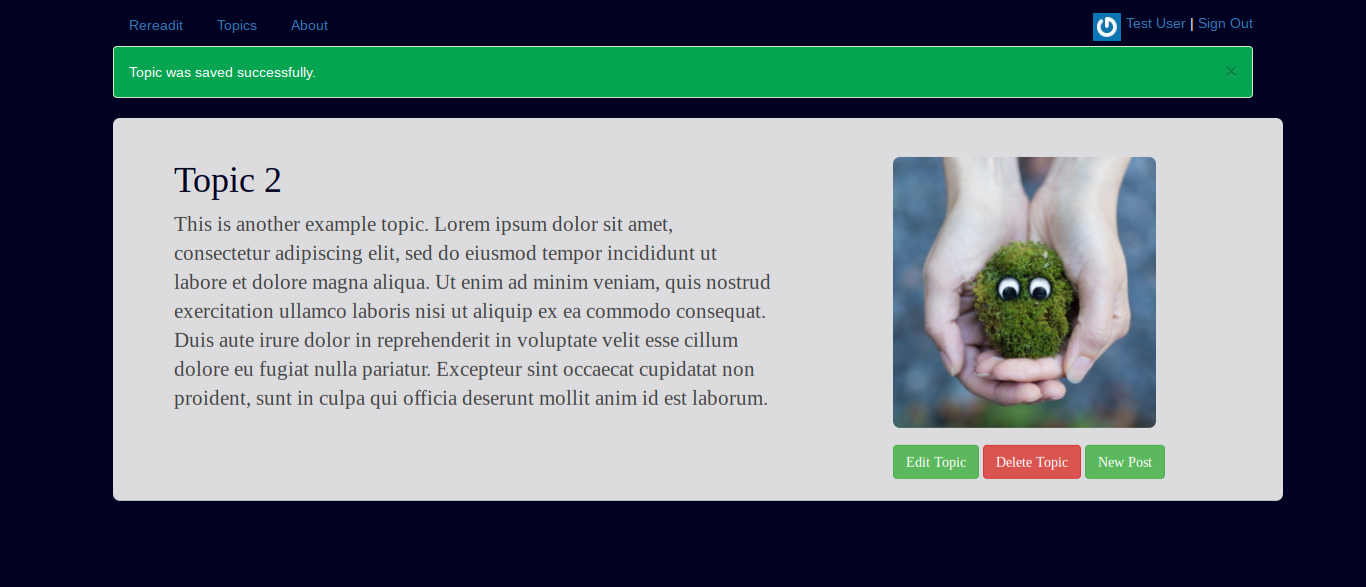 Rereadit Topics About Test User | Sign Out
Topic was saved successfully. ×
Topic 2
This is another example topic. Lorem ipsum dolor sit amet,
consectetur adipiscing elit, sed do eiusmod tempor incididunt ut
labore et dolore magna aliqua. Ut enim ad minim veniam, quis nostrud
exercitation ullamco laboris nisi ut aliquip ex ea commodo consequat.
Duis aute irure dolor in reprehenderit in voluptate velit esse cillum
dolore eu fugiat nulla pariatur. Excepteur sint occaecat cupidatat non
proident, sunt in culpa qui officia deserunt mollit anim id est laborum.
Edit Topic Delete Topic New Post